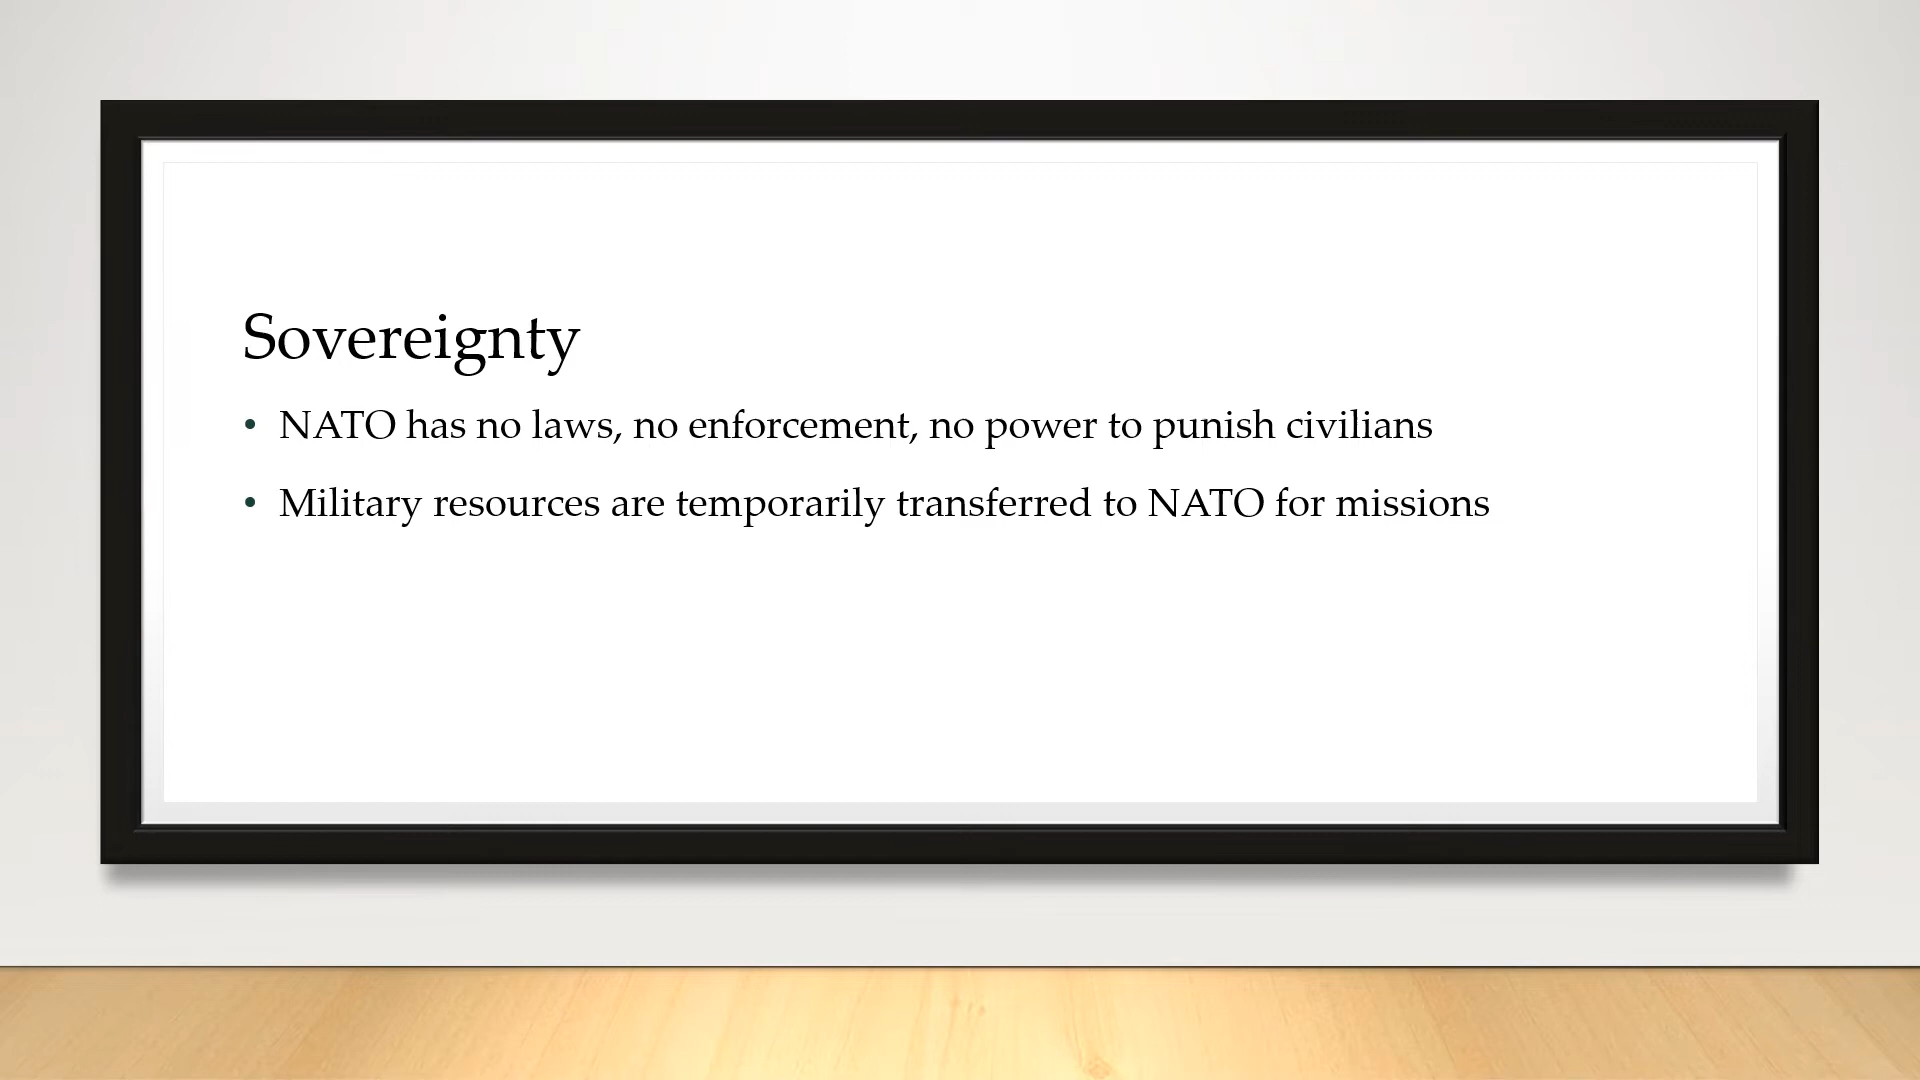 Sovereignty
• NATO has no laws, no enforcement, no power to punish civilians
• Military resources are temporarily transferred to NATO for missions